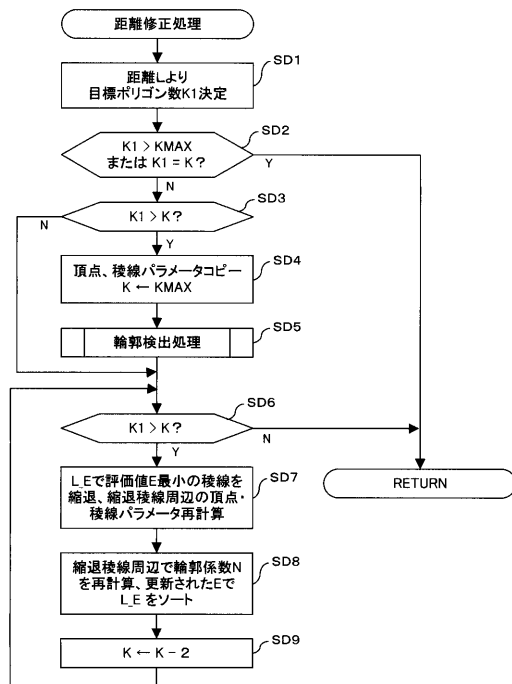 距離修正処理
SD1
距離Lより
目標ポリゴン数K1決定
SD2
K1 > KMAX
または K1 = K ?
Y
N
SD3
K1 > K ?
N
Y
SD4
頂点、稜線パラメータコピー
K ← KMAX
SD5
輪郭検出処理
SD6
K1 > K ?
N
Y
SD7
L_Eで評価値E最小の稜線を
縮退、縮退稜線周辺の頂点・
稜線パラメータ再計算
RETURN
SD8
縮退稜線周辺で輪郭係数N
を再計算、更新されたEで
L_E をソート
SD9
K ← K - 2